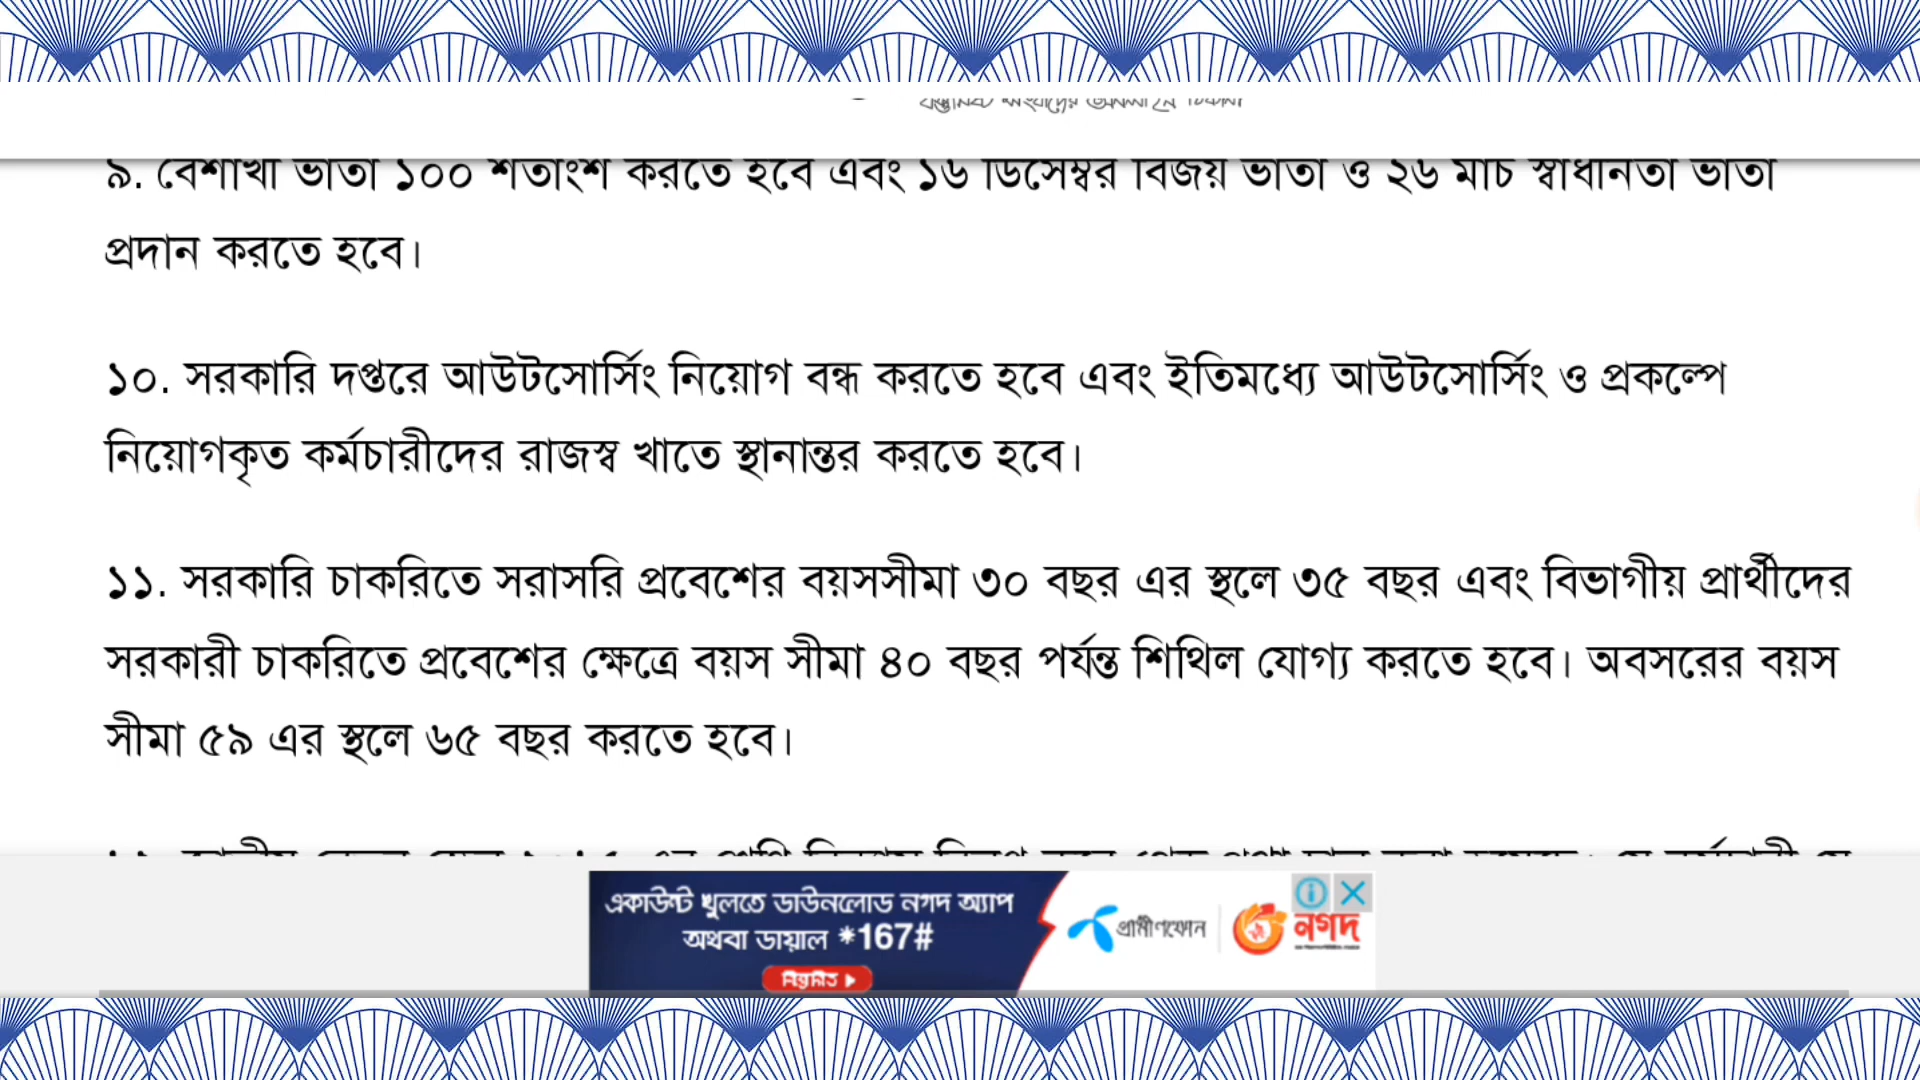 ৯. বৈশাখী ভাতা ১০০ শতাংশ করতে হবে এবং ১৬ ডিসেম্বর বিজয় ভাতা ও ২৬ মার্চ স্বাধীনতা ভাতা
প্রদান করতে হবে।
১০. সরকারি দপ্তরে আউটসোর্সিং নিয়োগ বন্ধ করতে হবে এবং ইতিমধ্যে আউটসোর্সিং ও প্রকল্পে
নিয়োগকৃত কর্মচারীদের রাজস্ব খাতে স্থানান্তর করতে হবে।
১১. সরকারি চাকরিতে সরাসরি প্রবেশের বয়সসীমা ৩০ বছর এর স্থলে ৩৫ বছর এবং বিভাগীয় প্রার্থীদের
সরকারী চাকরিতে প্রবেশের ক্ষেত্রে বয়স সীমা ৪০ বছর পর্যন্ত শিথিল যোগ্য করতে হবে। অবসরের বয়স
সীমা ৫৯ এর স্থলে ৬৫ বছর করতে হবে।
একাউন্ট খুলতে ডাউনলোড নগদ অ্যাপ
অথবা ডায়াল *167#
বিস্তারিত
গ্রামীণফোন
নগদ